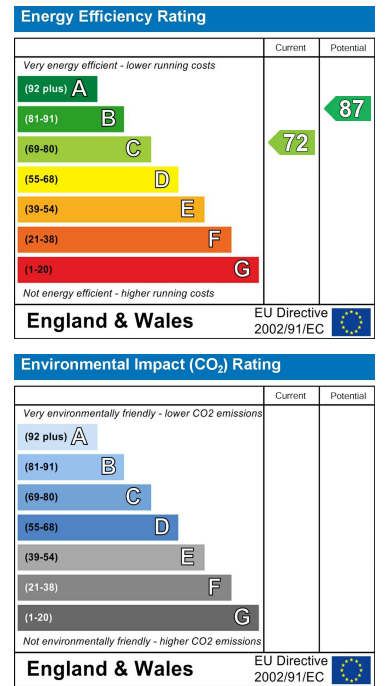 Energy Efficiency Rating
Current Potential
Very energy efficient - lower running costs
(92 plus) A
(81-91) B
(69-80) C
(55-68) D
(39-54) E
(21-38) F
(1-20) G
72
87
Not energy efficient - higher running costs
England & Wales
EU Directive
2002/91/EC
Environmental Impact (CO₂) Rating
Current Potential
Very environmentally friendly - lower CO2 emissions
(92 plus) A
(81-91) B
(69-80) C
(55-68) D
(39-54) E
(21-38) F
(1-20) G
Not environmentally friendly - higher CO2 emissions
England & Wales
EU Directive
2002/91/EC